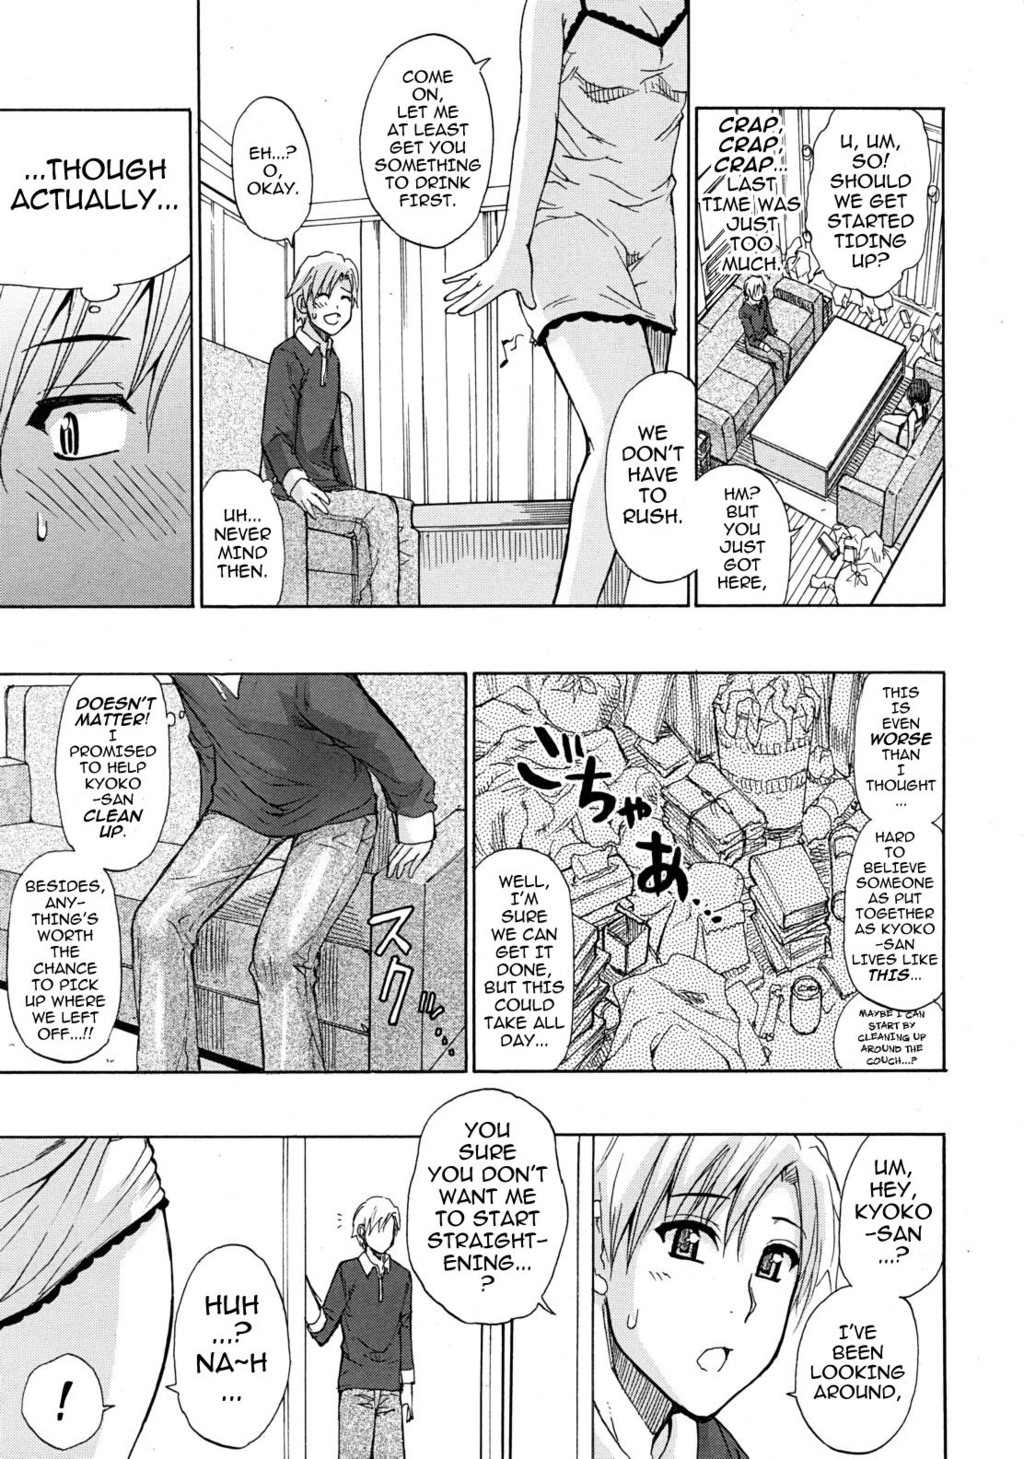 U, UM,
SO!
SHOULD
WE GET
STARTED
TIDING
UP?
CRAP,
CRAP,
CRAP...
LAST
TIME WAS
JUST
TOO
MUCH.
HM?
BUT
YOU
JUST
GOT
HERE,
WE
DON'T
HAVE
TO
RUSH.
COME
ON,
LET ME
AT LEAST
GET YOU
SOMETHING
TO DRINK
FIRST.
EH...?
O,
OKAY.
UH...
NEVER
MIND
THEN.
...THOUGH
ACTUALLY...
THIS
IS
EVEN
WORSE
THAN
I
THOUGHT
...
HARD
TO
BELIEVE
SOMEONE
AS PUT
TOGETHER
AS KYOKO
-SAN
LIVES LIKE
THIS...
MAYBE I CAN
START BY
CLEANING UP
AROUND THE
COUCH...?
ごちゃあ...
WELL,
I'M
SURE
WE CAN
GET IT
DONE,
BUT THIS
COULD
TAKE ALL
DAY...
DOESN'T
MATTER!
I
PROMISED
TO HELP
KYOKO
-SAN
CLEAN
UP.
BESIDES,
ANY-
THING'S
WORTH
THE
CHANCE
TO PICK
UP WHERE
WE LEFT
OFF...!!
スク...
UM,
HEY,
KYOKO
-SAN
...?
I'VE
BEEN
LOOKING
AROUND,
YOU
SURE
YOU DON'T
WANT ME
TO START
STRAIGHT-
ENING...
?
HUH
...?
NA~H
...
!